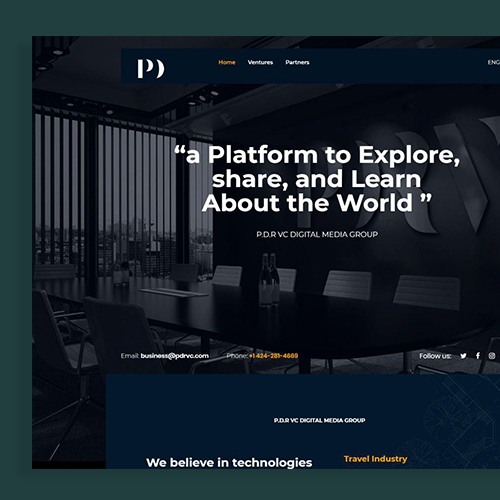 PD
Home Ventures Partners ENG
“a Platform to Explore,
share, and Learn
About the World ”
P.D.R VC DIGITAL MEDIA GROUP
Email: business@pdrvc.com Phone: +1 424-281-4669 Follow us:
P.D.R VC DIGITAL MEDIA GROUP
We believe in technologies Travel Industry